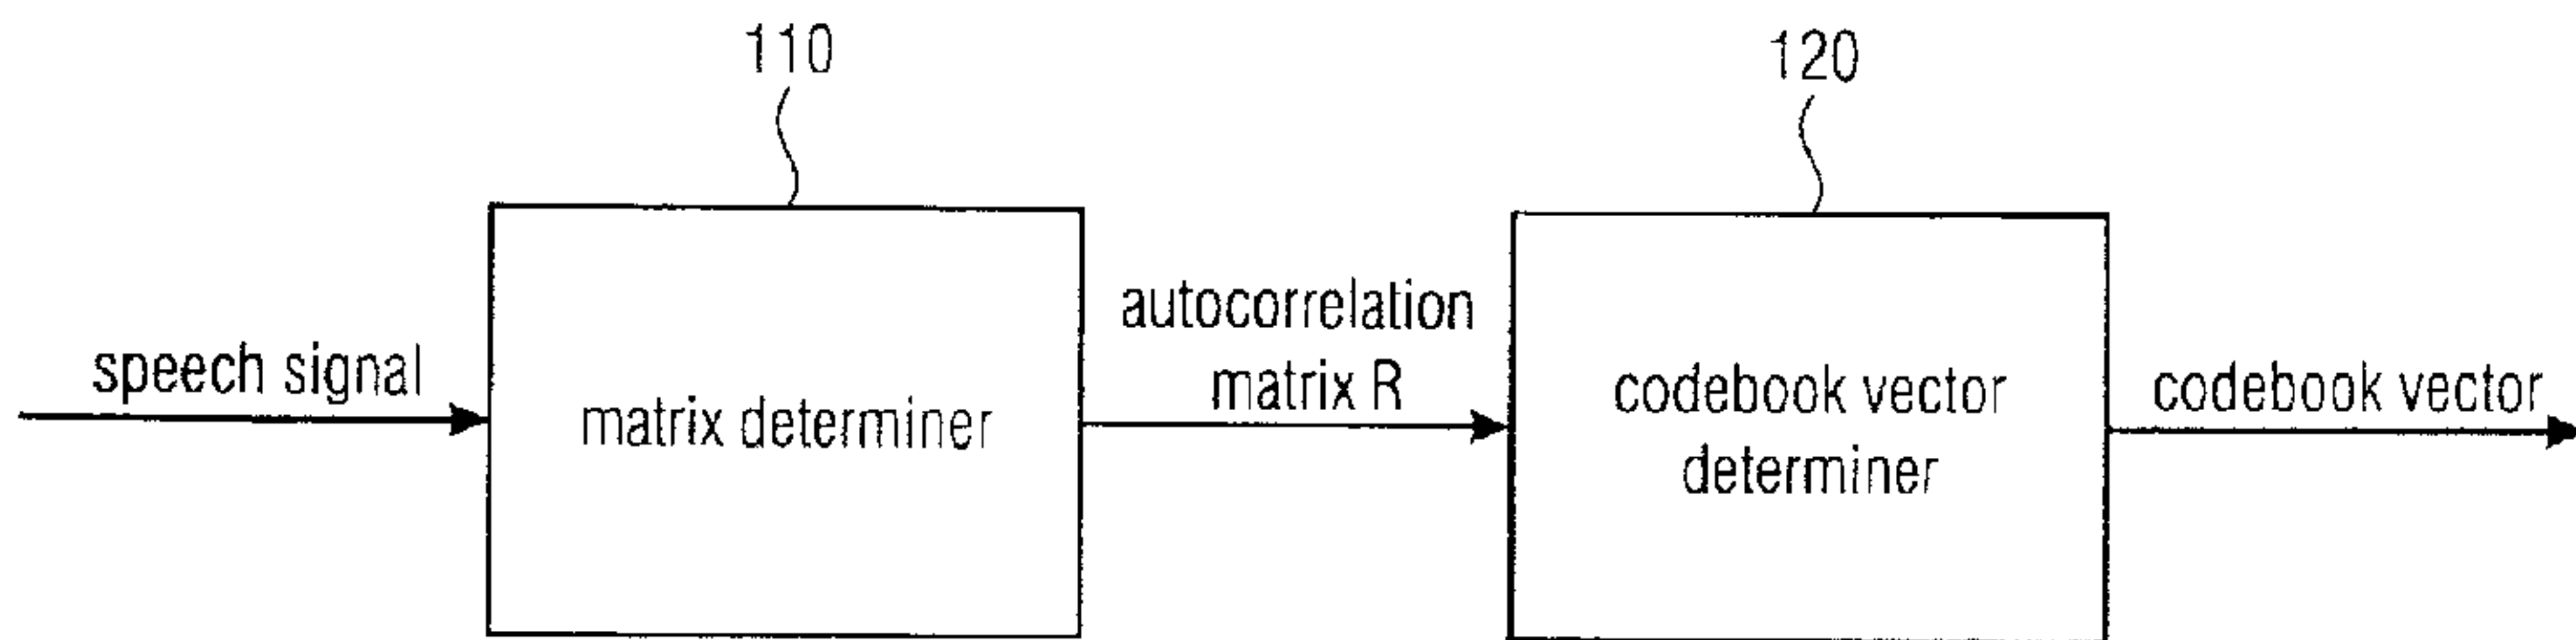 110
120
speech signal
matrix determiner
autocorrelation
matrix R
codebook vector
determiner
codebook vector